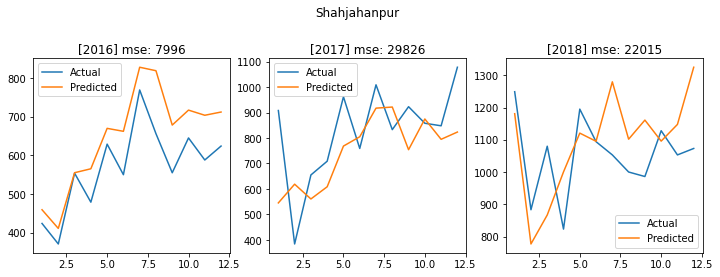 Shahjahanpur
[2016] mse: 7996
Actual
Predicted
800
700
600
500
400
2.5 5.0 7.5 10.0 12.5
[2017] mse: 29826
Actual
Predicted
1100
1000
900
800
700
600
500
400
2.5 5.0 7.5 10.0 12.5
[2018] mse: 22015
1300
1200
1100
1000
900
800
Actual
Predicted
2.5 5.0 7.5 10.0 12.5